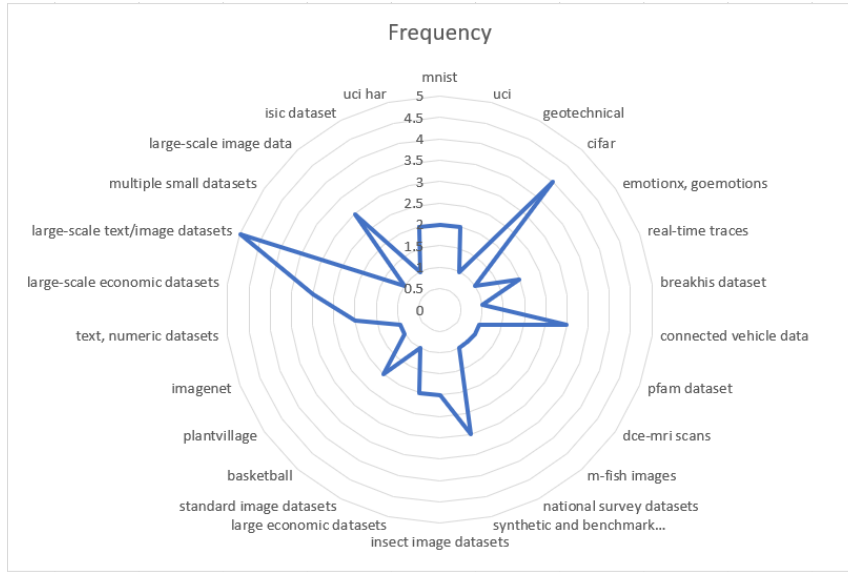 Frequency
mnist
uci
geotechnical
cifar
emotionx, goemotions
real-time traces
breakhis dataset
connected vehicle data
pfam dataset
dce-mri scans
m-fish images
national survey datasets
synthetic and benchmark...
insect image datasets
large economic datasets
standard image datasets
basketball
plantvillage
imagenet
text, numeric datasets
large-scale economic datasets
large-scale text/image datasets
multiple small datasets
large-scale image data
isic dataset
uci har
5
4.5
4
3.5
3
2.5
2
1.5
1
0.5
0